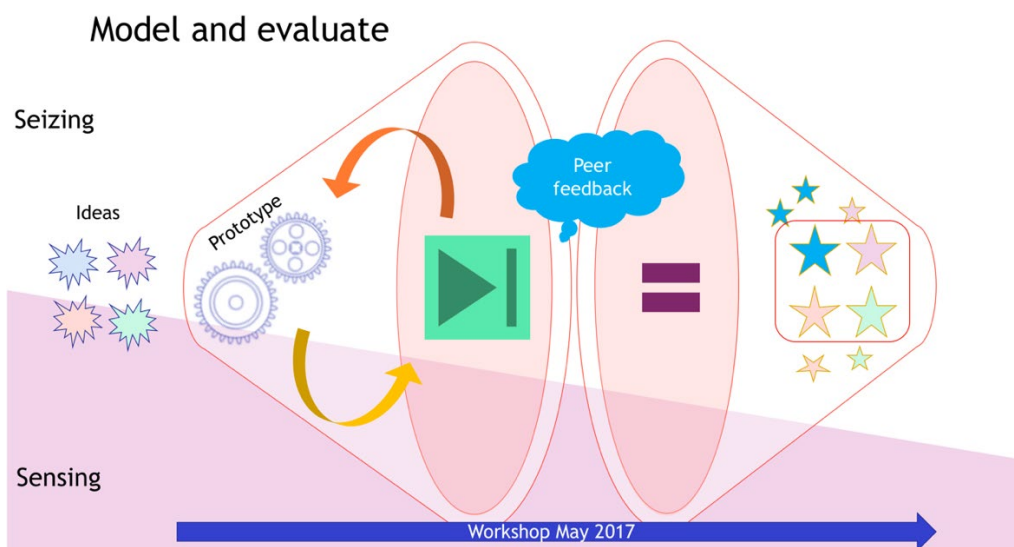 Model and evaluate
Seizing
Ideas
Prototype
Peer
feedback
Sensing
Workshop May 2017